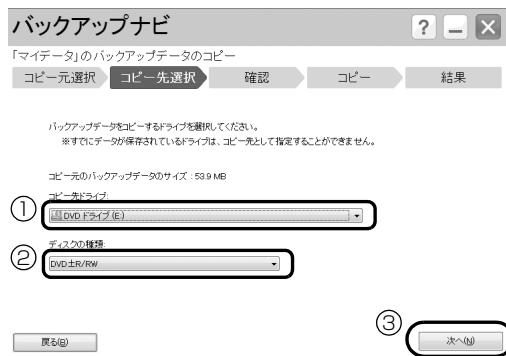 バックアップナビ
? – ×
「マイデータ」のバックアップデータのコピー
コピー元選択 コピー先選択 確認 コピー 結果
バックアップデータをコピーするドライブを選択してください。
※すでにデータが保存されているドライブは、コピー先として指定することができません。
コピー元のバックアップデータのサイズ : 53.9 MB
コピー先ドライブ:
① DVD ドライブ (E:)
ディスクの種類:
② DVD±R/RW
③
戻る(B) 次へ(N)